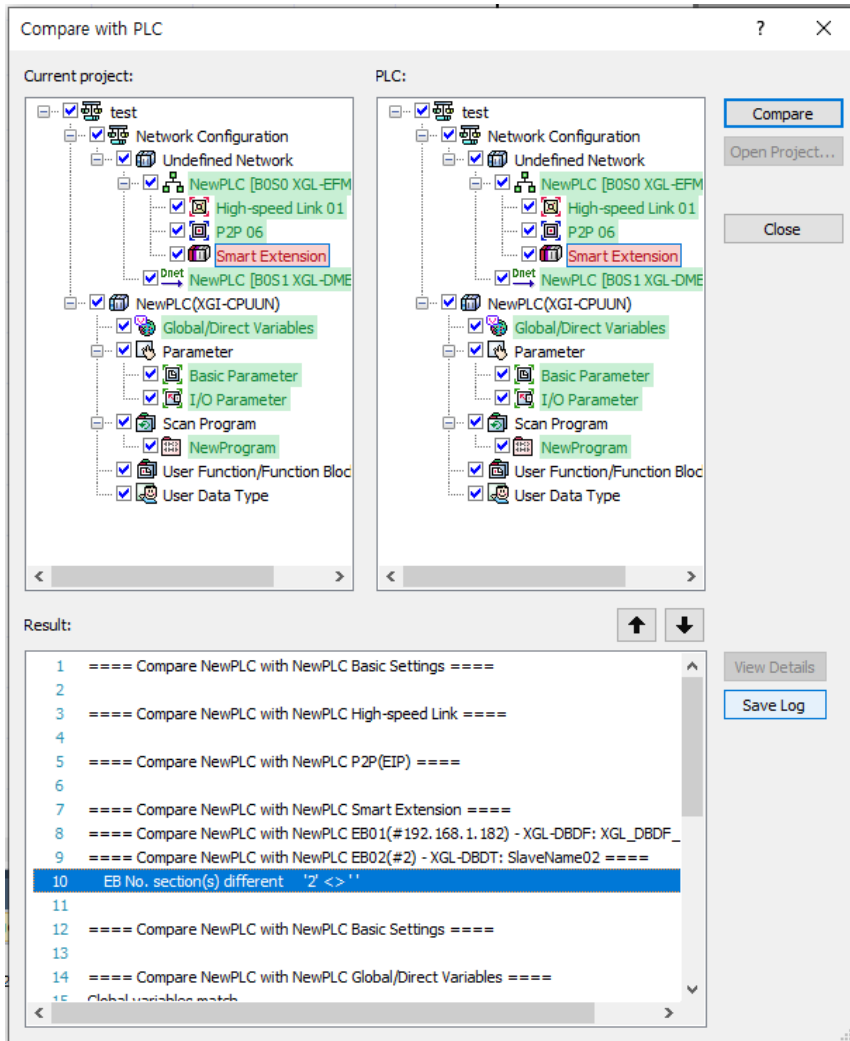 Compare with PLC
?
Current project:
PLC:
test
Network Configuration
Undefined Network
NewPLC [B0S0 XGL-EFM
High-speed Link 01
P2P 06
Smart Extension
Dnet
NewPLC [B0S1 XGL-DME
NewPLC(XGI-CPUUN)
Global/Direct Variables
Parameter
Basic Parameter
I/O Parameter
Scan Program
NewProgram
User Function/Function Bloc
User Data Type
test
Network Configuration
Undefined Network
NewPLC [B0S0 XGL-EFM
High-speed Link 01
P2P 06
Smart Extension
Dnet
NewPLC [B0S1 XGL-DME
NewPLC(XGI-CPUUN)
Global/Direct Variables
Parameter
Basic Parameter
I/O Parameter
Scan Program
NewProgram
User Function/Function Bloc
User Data Type
Compare
Open Project...
Close
Result:
1 ==== Compare NewPLC with NewPLC Basic Settings ====
2
3 ==== Compare NewPLC with NewPLC High-speed Link ====
4
5 ==== Compare NewPLC with NewPLC P2P(EIP) ====
6
7 ==== Compare NewPLC with NewPLC Smart Extension ====
8 ==== Compare NewPLC with NewPLC EB01(#192.168.1.182) - XGL-DBDF: XGL_DBDF_
9 ==== Compare NewPLC with NewPLC EB02(#2) - XGL-DBDT: SlaveName02 ====
10 EB No. section(s) different '2' <> ' '
11
12 ==== Compare NewPLC with NewPLC Basic Settings ====
13
14 ==== Compare NewPLC with NewPLC Global/Direct Variables ====
15 Global variables match
View Details
Save Log